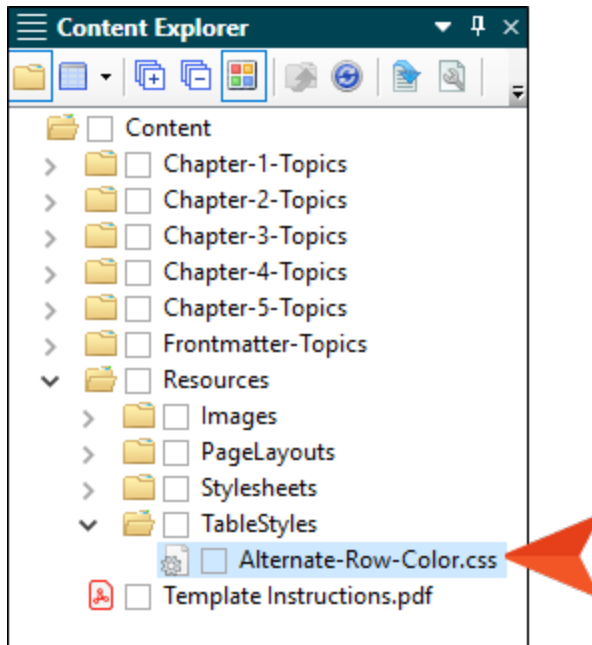 Content Explorer
Content
Chapter-1-Topics
Chapter-2-Topics
Chapter-3-Topics
Chapter-4-Topics
Chapter-5-Topics
Frontmatter-Topics
Resources
Images
PageLayouts
Stylesheets
TableStyles
Alternate-Row-Color.css
Template Instructions.pdf